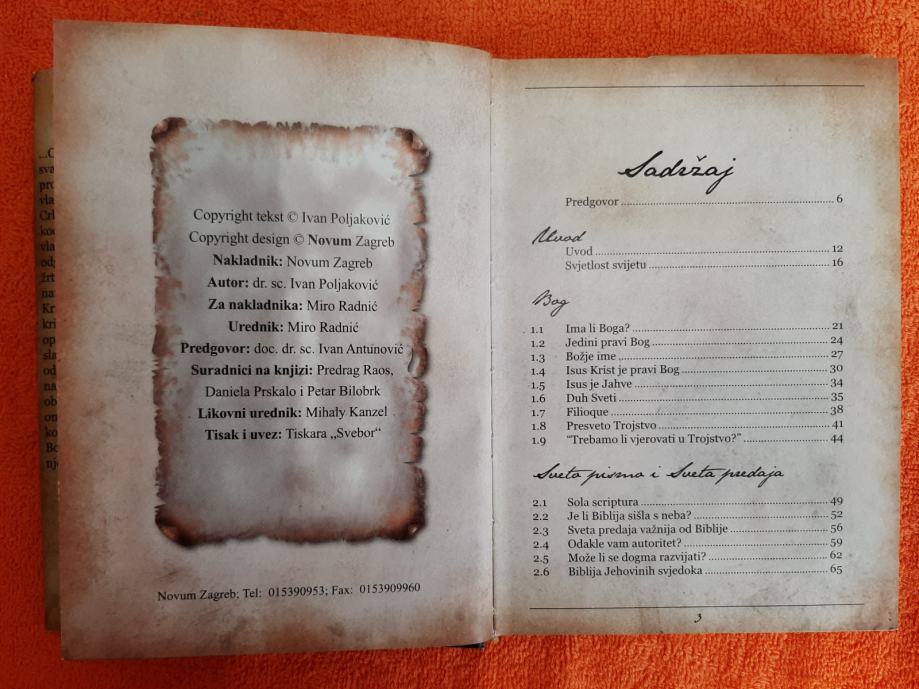 Copyright tekst © Ivan Poljaković
Copyright design © Novum Zagreb
Nakladnik: Novum Zagreb
Autor: dr. sc. Ivan Poljaković
Za nakladnika: Miro Radnić
Urednik: Miro Radnić
Predgovor: doc. dr. sc. Ivan Antunović
Suradnici na knjizi: Predrag Raos,
Daniela Prskalo i Petar Bilobrk
Likovni urednik: Mihaly Kanzel
Tisak i uvez: Tiskara „Svebor“
Novum Zagreb; Tel: 015390953; Fax: 0153909960
Sadržaj
Predgovor 6
Uvod
Uvod 12
Svjetlost svijetu 16
Bog
1.1 Ima li Boga? 21
1.2 Jedini pravi Bog 24
1.3 Božje ime 27
1.4 Isus Krist je pravi Bog 30
1.5 Isus je Jahve 34
1.6 Duh Sveti 35
1.7 Filioque 38
1.8 Presveto Trojstvo 41
1.9 “Trebamo li vjerovati u Trojstvo?” 44
Sveta pisma i Sveta predaja
2.1 Sola scriptura 49
2.2 Je li Biblija sišla s neba? 52
2.3 Sveta predaja važnija od Biblije 56
2.4 Odakle vam autoritet? 59
2.5 Može li se dogma razvijati? 62
2.6 Biblija Jehovinih svjedoka 65
3